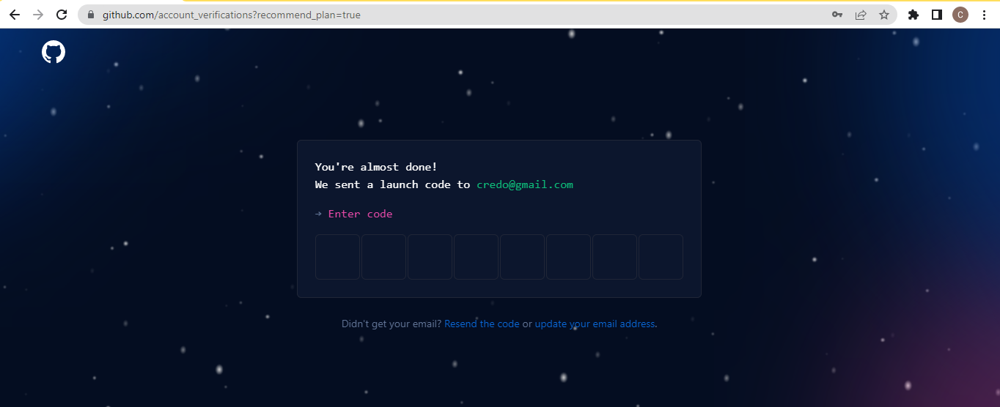 github.com/account_verifications?recommend_plan=true
C
You're almost done!
We sent a launch code to credo@gmail.com
→ Enter code
Didn't get your email? Resend the code or update your email address.